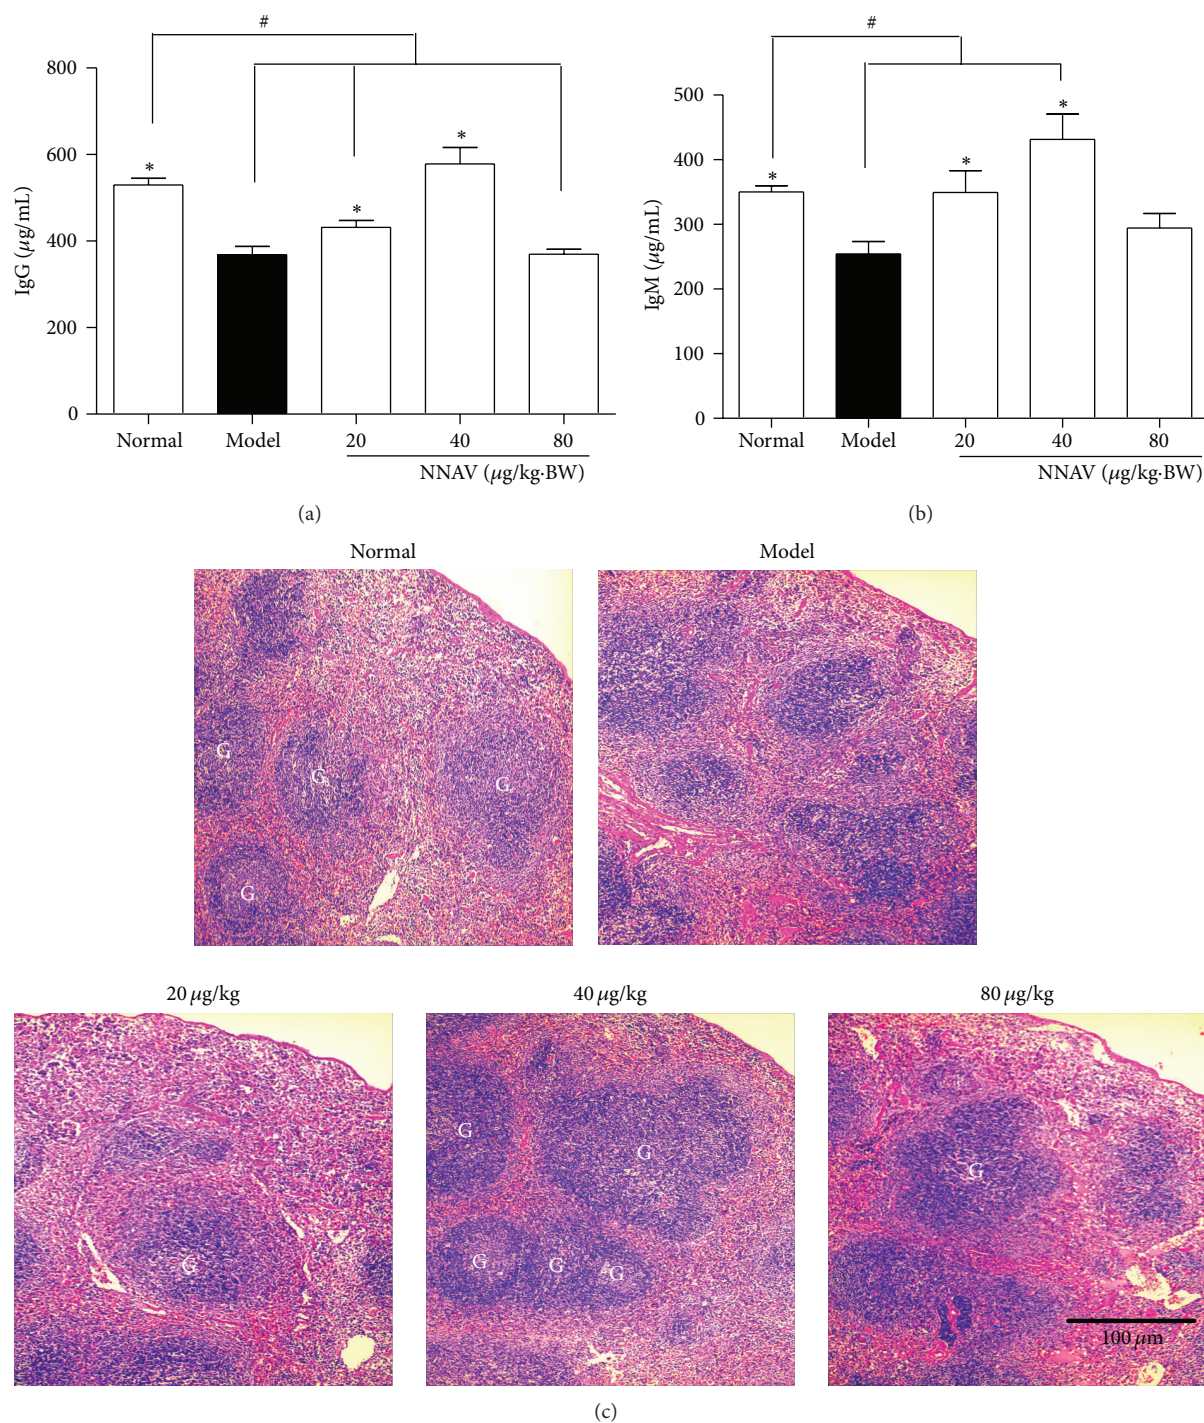 #
800
600
400
200
0
IgG (μg/mL)
*
*
*
Normal
Model
20
40
80
NNAV (μg/kg·BW)
(a)
#
500
400
300
200
100
0
IgM (μg/mL)
*
*
*
Normal
Model
20
40
80
NNAV (μg/kg·BW)
(b)
Normal
Model
G
G
G
G
20 μg/kg
40 μg/kg
80 μg/kg
G
G
G
G
G
G
G
100 μm
(c)